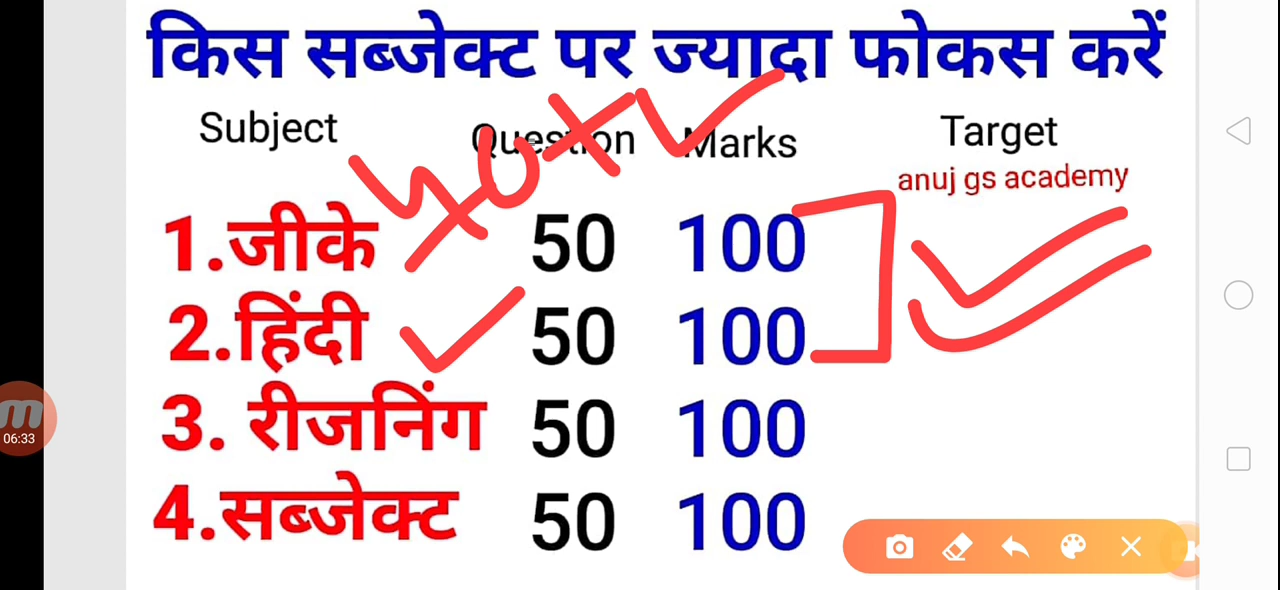 किस सब्जेक्ट पर ज्यादा फोकस करें
Subject Question Marks Target
anuj gs academy
40+
1.जीके 50 100
2.हिंदी 50 100
3. रीजनिंग 50 100
4.सब्जेक्ट 50 100
06:33